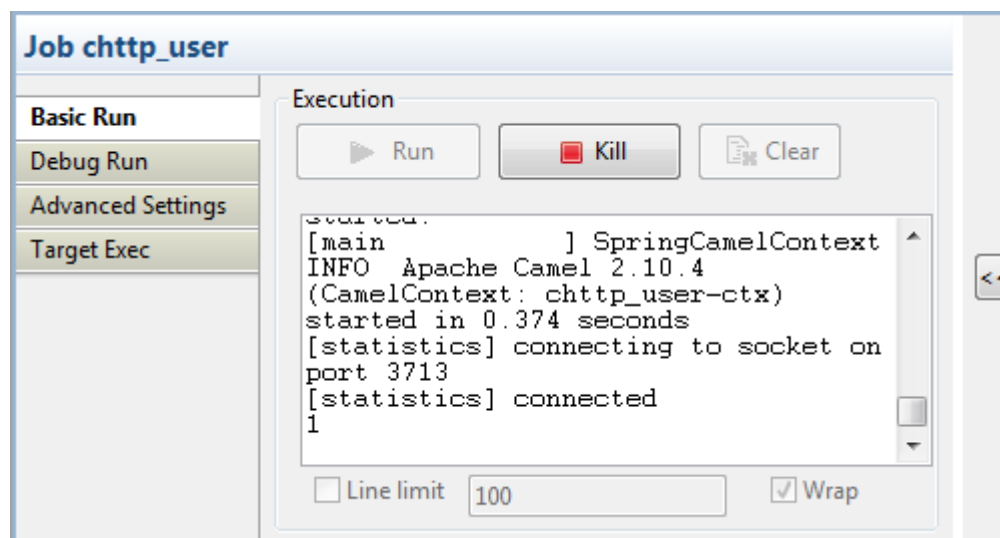 Job chttp_user
Basic Run
Debug Run
Advanced Settings
Target Exec
Execution
Run
Kill
Clear
started.
[main ] SpringCamelContext
INFO Apache Camel 2.10.4
(CamelContext: chttp_user-ctx)
started in 0.374 seconds
[statistics] connecting to socket on
port 3713
[statistics] connected
1
Line limit
100
Wrap